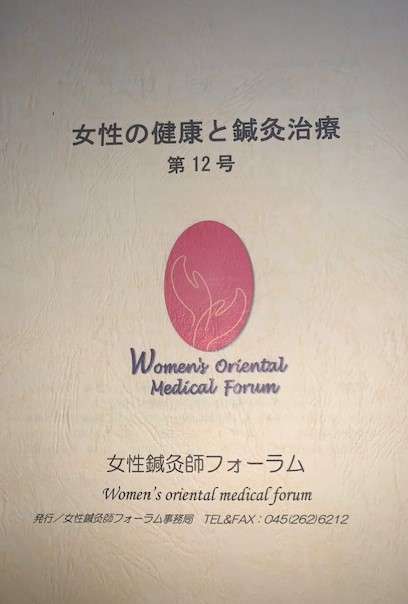 女性の健康と鍼灸治療
第12号
Women's Oriental
Medical Forum
女性鍼灸師フォーラム
Women's oriental medical forum
発行／女性鍼灸師フォーラム事務局　TEL&FAX：045(262)6212